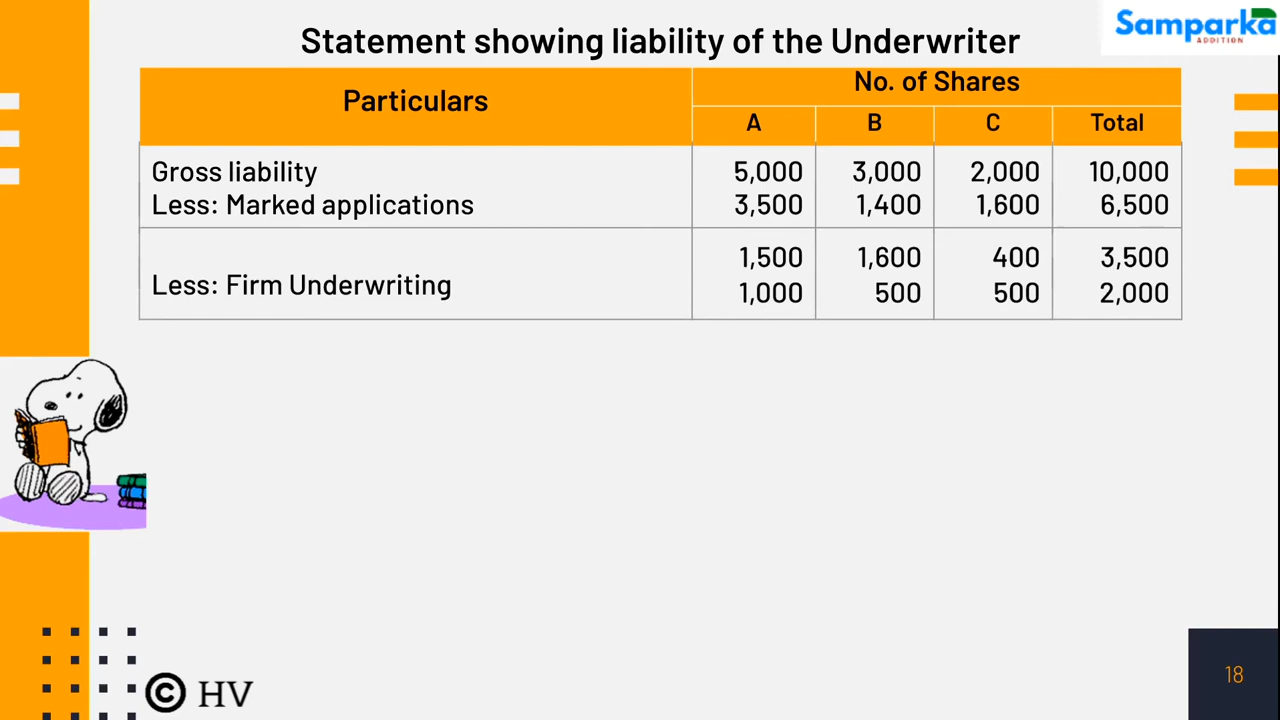 Samparka
ADDITION
Statement showing liability of the Underwriter
Particulars
No. of Shares
A B C Total
Gross liability 5,000 3,000 2,000 10,000
Less: Marked applications 3,500 1,400 1,600 6,500
1,500 1,600 400 3,500
Less: Firm Underwriting 1,000 500 500 2,000
18
© HV